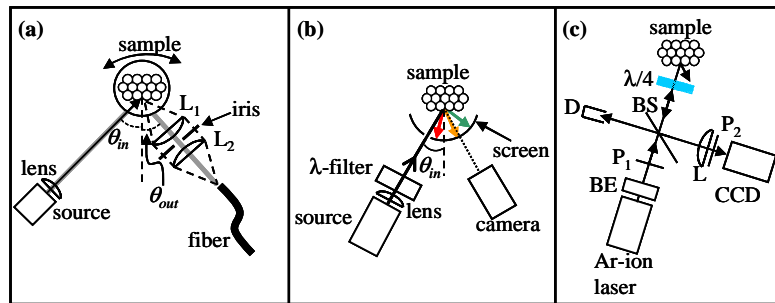 (a)
sample
L1
iris
L2
θin
lens
source
θout
fiber
(b)
sample
θin
screen
λ-filter
lens
source
camera
(c)
sample
λ/4
BS
D
P1
P2
L
BE
CCD
Ar-ion
laser